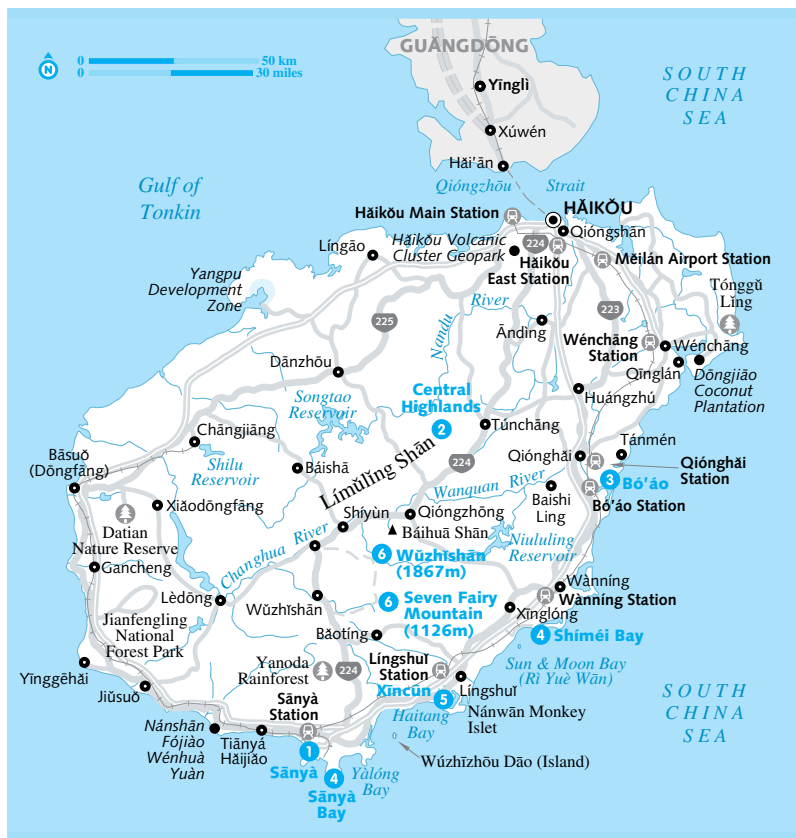 GUǍNGDŌNG
0 50 km
0 30 miles
N
Yīnglì
SOUTH
CHINA
SEA
Xúwén
Hǎi'ān
Gulf of
Tonkin
Qióngzhōu Strait
Hǎikǒu Main Station
HǍIKǑU
Qióngshān
Língāo
Hǎikǒu Volcanic
Cluster Geopark
224
Hǎikǒu
East Station
Měilán Airport Station
Yangpu
Development
Zone
Tónggǔ
Lǐng
River
Nandu
223
225
Āndìng
Wénchāng
Station
Wénchāng
Qīnglán
Dōngjiāo
Coconut
Plantation
Dānzhōu
Huángzhú
Songtao
Reservoir
Central
Highlands
2
Túnchāng
Chāngjiāng
Tánmén
Bāsuǒ
(Dōngfāng)
Shilu
Reservoir
Báishā
Límǔlǐng Shān
224
Qiónghǎi
Qiónghǎi
Station
3 Bó'áo
Bó'áo Station
Wanquan River
Baishi
Ling
Xiǎodōngfāng
Shíyùn
Qióngzhōng
Datian
Nature Reserve
Báihuā Shān
Niululing
Reservoir
Changhua River
6 Wǔzhǐshān
(1867m)
Gancheng
Wànníng
Lèdōng
Wǔzhǐshān
6 Seven Fairy
Mountain
(1126m)
Wànníng Station
Xīnglóng
Jianfengling
National
Forest Park
Bǎotíng
4 Shíméi Bay
Yīnggēhǎi
Yanoda
Rainforest
224
Língshuǐ
Station
Sun & Moon Bay
(Rì Yuè Wān)
Jiǔsuǒ
Sānyà
Station
Xīncūn
5
Língshuǐ
SOUTH
CHINA
SEA
Nánshān
Fójiào
Wénhuà
Yuàn
Tiānyá
Hǎijiǎo
Haitang
Bay
Nánwān Monkey
Islet
1
Sānyà
4
Sānyà
Bay
Yàlóng
Bay
Wúzhīzhōu Dāo (Island)